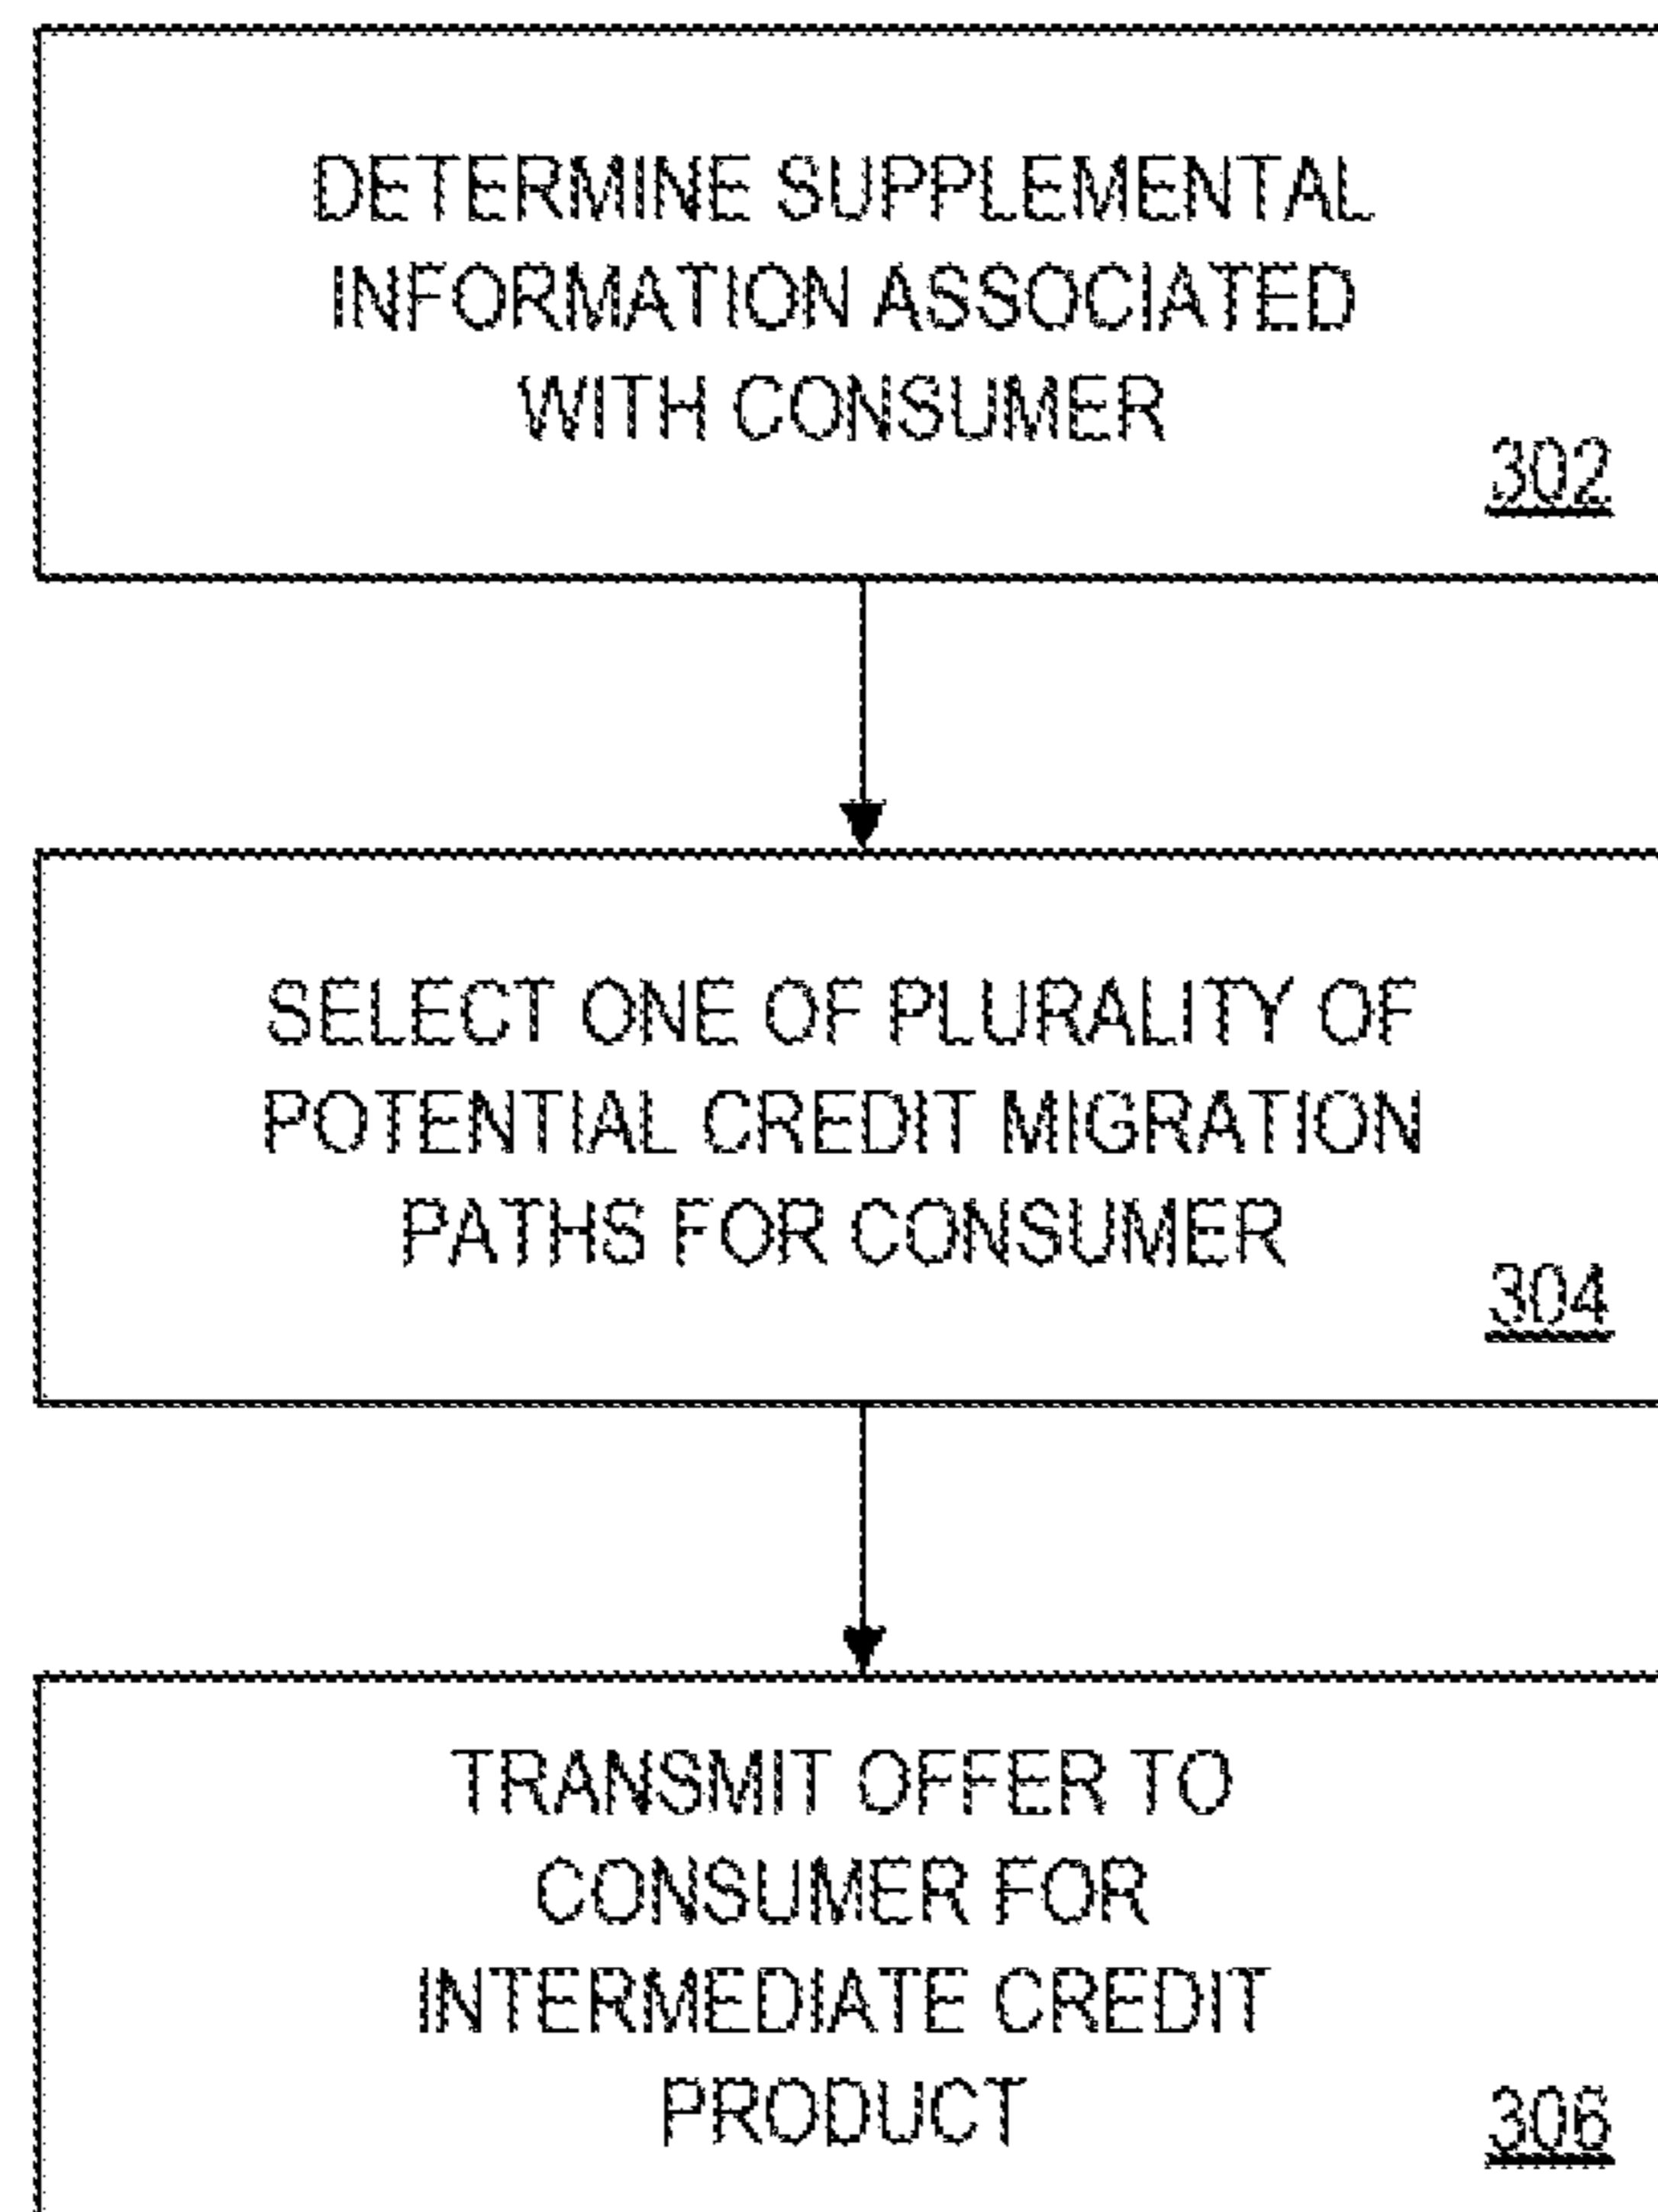 DETERMINE SUPPLEMENTAL
INFORMATION ASSOCIATED
WITH CONSUMER
302
SELECT ONE OF PLURALITY OF
POTENTIAL CREDIT MIGRATION
PATHS FOR CONSUMER
304
TRANSMIT OFFER TO
CONSUMER FOR
INTERMEDIATE CREDIT
PRODUCT
306